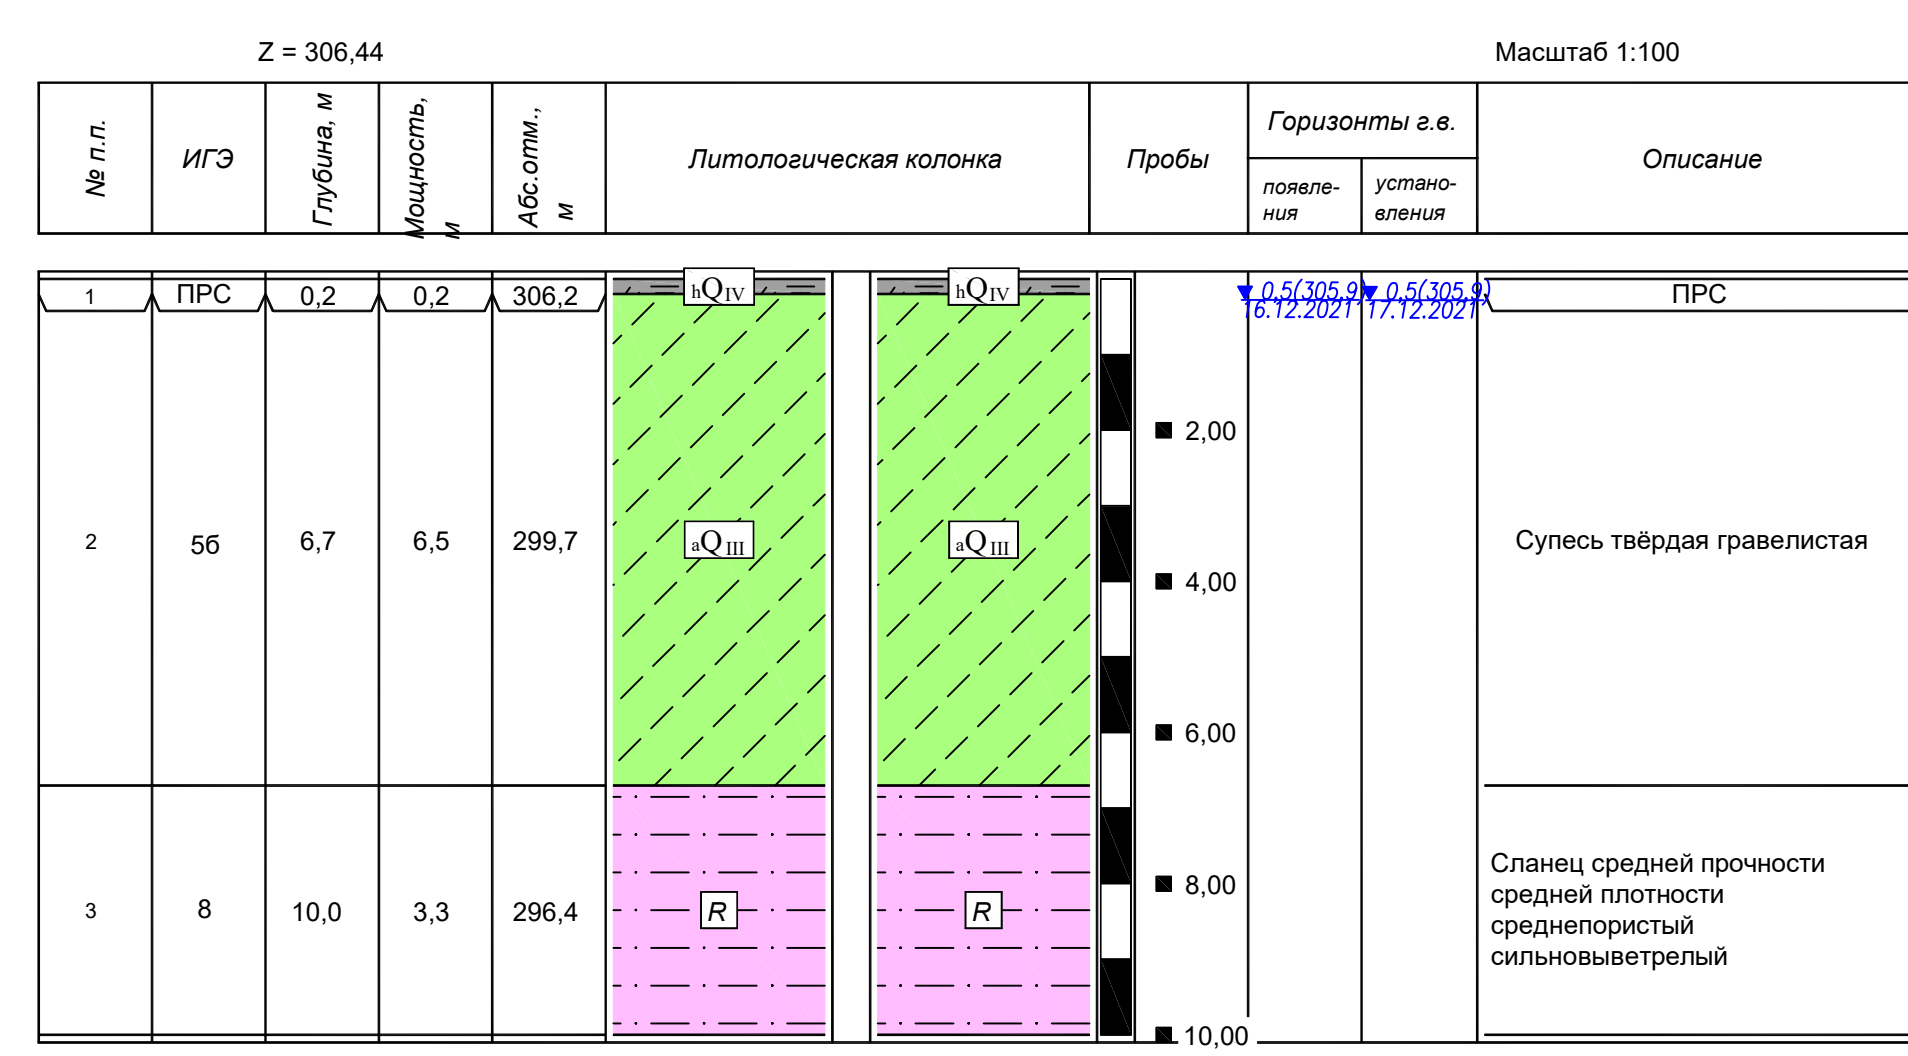 Z = 306,44
Масштаб 1:100
№ п.п.
ИГЭ
Глубина, м
Мощность,
м
Абс.отм.,
м
Литологическая колонка
Пробы
Горизонты г.в.
появле-
ния
устано-
вления
Описание
1
ПРС
0,2
0,2
306,2
hQIV
hQIV
0,5(305,9)
16.12.2021
0,5(305,9)
17.12.2021
ПРС
2,00
2
5б
6,7
6,5
299,7
aQIII
aQIII
Супесь твёрдая гравелистая
4,00
6,00
3
8
10,0
3,3
296,4
R
R
8,00
Сланец средней прочности
средней плотности
среднепористый
сильновыветрелый
10,00